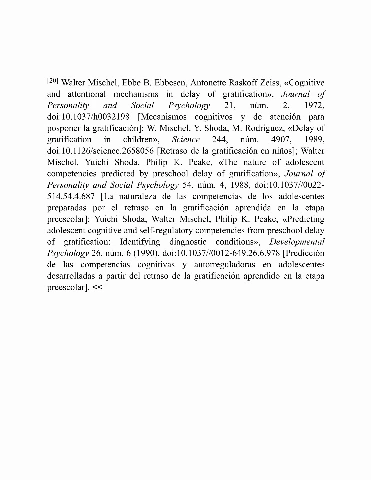 [20] Walter Mischel, Ebbe B. Ebbesen, Antonette Raskoff Zeiss, «Cognitive
and attentional mechanisms in delay of gratification», Journal of
Personality and Social Psychology 21, núm. 2, 1972,
doi:10.1037/h0032198 [Mecanismos cognitivos y de atención para
posponer la gratificación]; W. Mischel, Y. Shoda, M. Rodriguez, «Delay of
gratification in children», Science 244, núm. 4907, 1989,
doi:10.1126/science.2658056 [Retraso de la gratificación en niños]; Walter
Mischel, Yuichi Shoda, Philip K. Peake, «The nature of adolescent
competencies predicted by preschool delay of gratification», Journal of
Personality and Social Psychology 54, núm. 4, 1988, doi:10.1037/0022-
514.54.4.687 [La naturaleza de las competencias de los adolescentes
preparadas por el retraso en la gratificación aprendida en la etapa
preescolar]; Yuichi Shoda, Walter Mischel, Philip K. Peake, «Predicting
adolescent cognitive and self-regulatory competencies from preschool delay
of gratification: Identifying diagnostic conditions», Developmental
Psychology 26, núm. 6 (1990), doi:10.1037/0012-649.26.6.978 [Predicción
de las competencias cognitivas y autorreguladoras en adolescentes
desarrolladas a partir del retraso de la gratificación aprendido en la etapa
preescolar]. <<